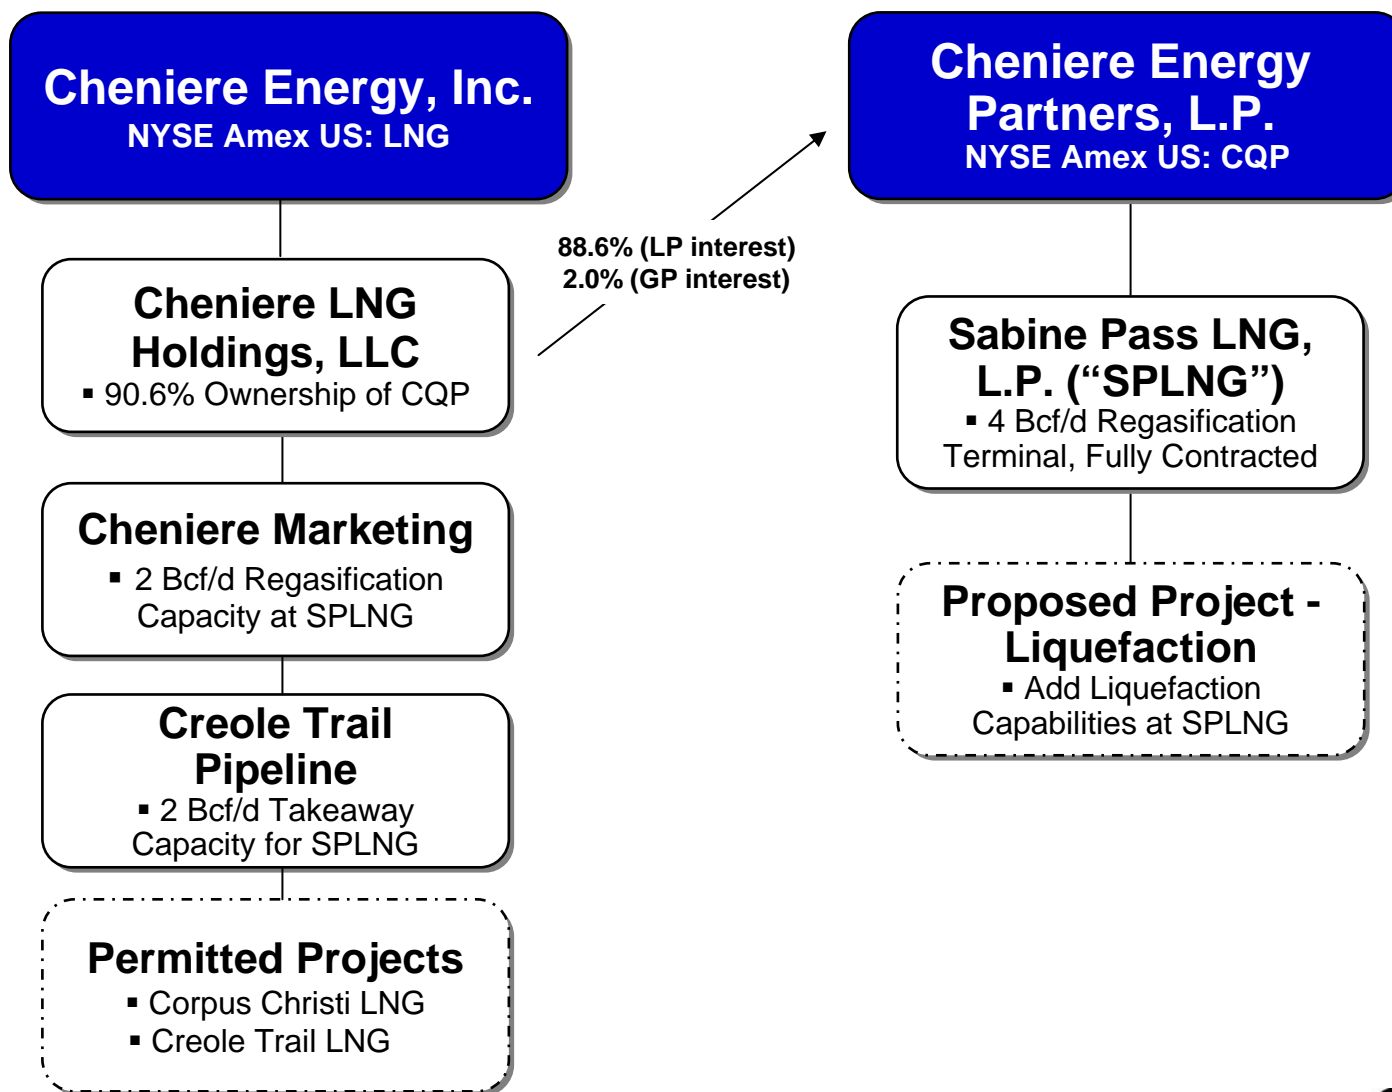 Cheniere Energy, Inc.
NYSE Amex US: LNG
Cheniere LNG
Holdings, LLC
▪ 90.6% Ownership of CQP
Cheniere Marketing
▪ 2 Bcf/d Regasification
Capacity at SPLNG
Creole Trail
Pipeline
▪ 2 Bcf/d Takeaway
Capacity for SPLNG
Permitted Projects
▪ Corpus Christi LNG
▪ Creole Trail LNG
88.6% (LP interest)
2.0% (GP interest)
Cheniere Energy
Partners, L.P.
NYSE Amex US: CQP
Sabine Pass LNG,
L.P. (“SPLNG”)
▪ 4 Bcf/d Regasification
Terminal, Fully Contracted
Proposed Project -
Liquefaction
▪ Add Liquefaction
Capabilities at SPLNG